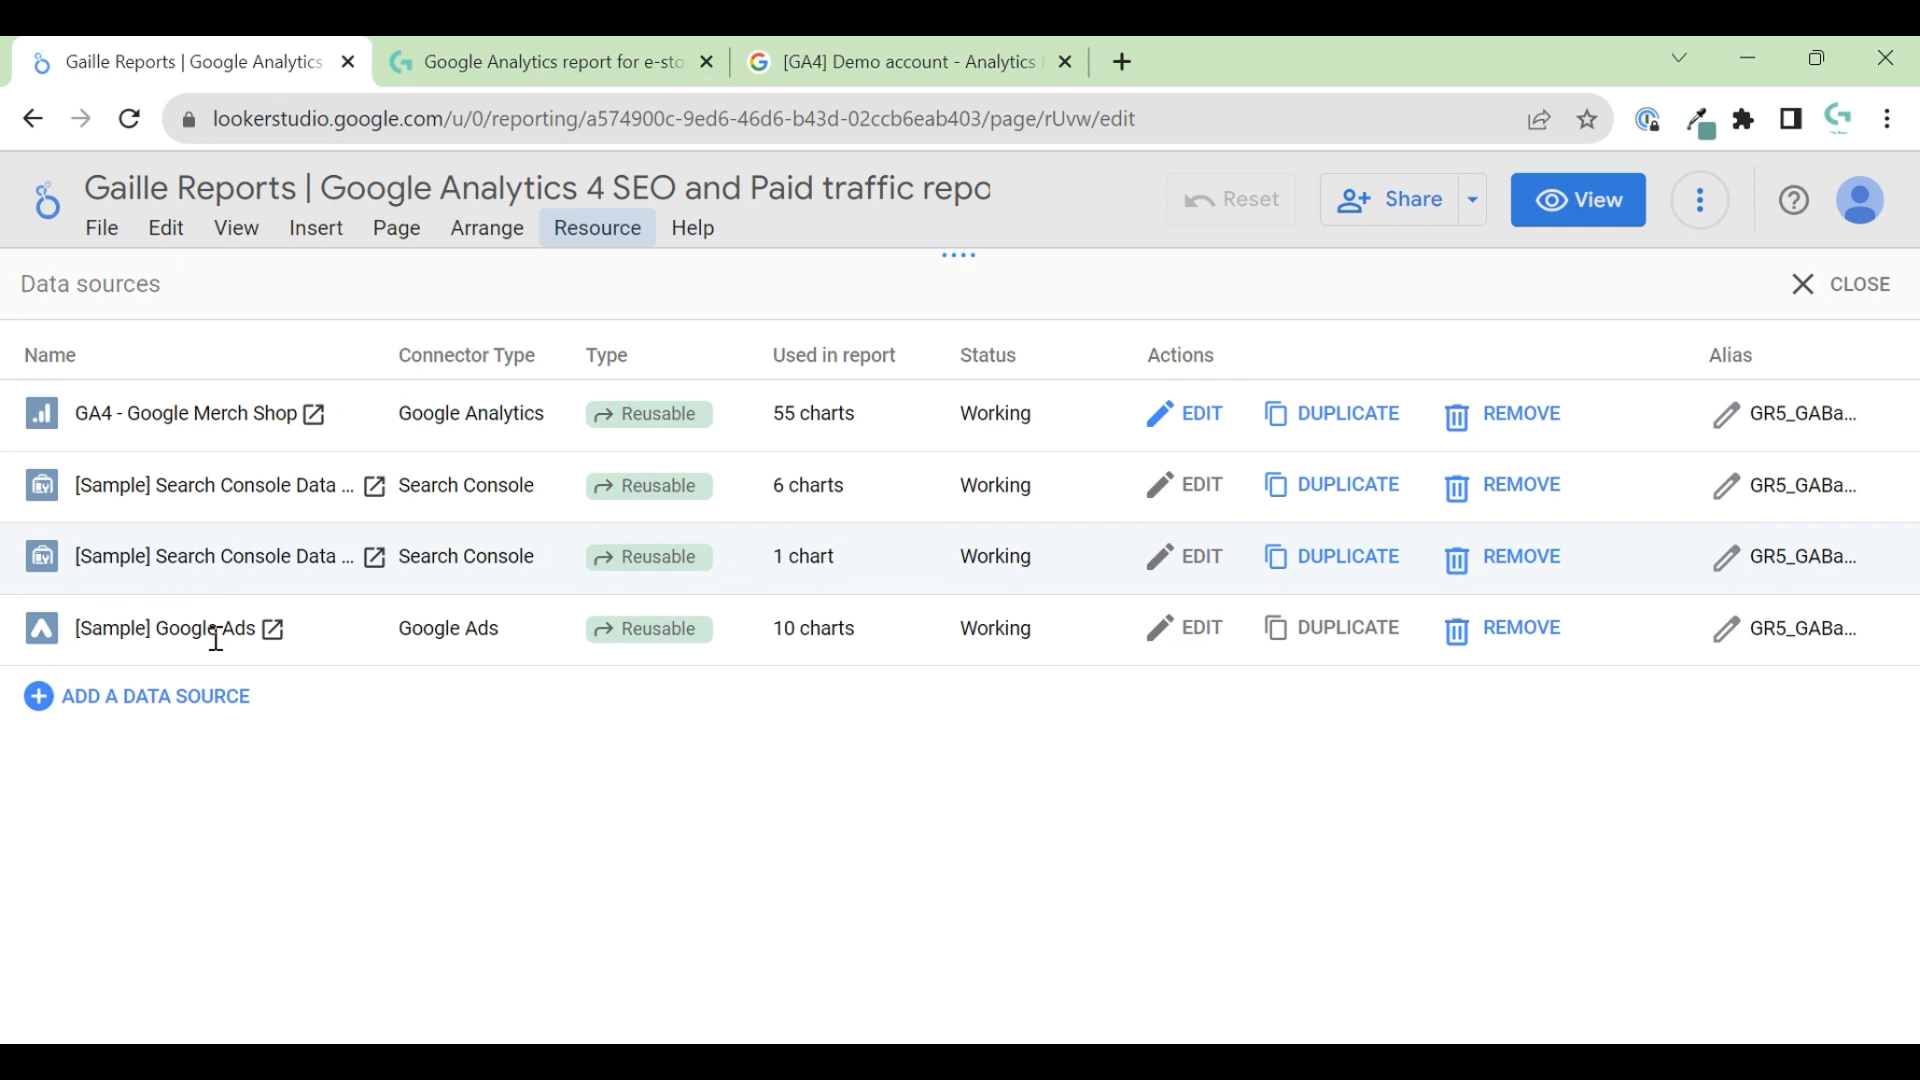 Gaille Reports | Google Analytics
Google Analytics report for e-sto
[GA4] Demo account - Analytics
lookerstudio.google.com/u/0/reporting/a574900c-9ed6-46d6-b43d-02ccb6eab403/page/rUvw/edit
Gaille Reports | Google Analytics 4 SEO and Paid traffic repo
Reset Share View
File Edit View Insert Page Arrange Resource Help
Data sources CLOSE
Name Connector Type Type Used in report Status Actions Alias
GA4 - Google Merch Shop Google Analytics Reusable 55 charts Working EDIT DUPLICATE REMOVE GR5_GABa...
[Sample] Search Console Data ... Search Console Reusable 6 charts Working EDIT DUPLICATE REMOVE GR5_GABa...
[Sample] Search Console Data ... Search Console Reusable 1 chart Working EDIT DUPLICATE REMOVE GR5_GABa...
[Sample] Google Ads Google Ads Reusable 10 charts Working EDIT DUPLICATE REMOVE GR5_GABa...
ADD A DATA SOURCE